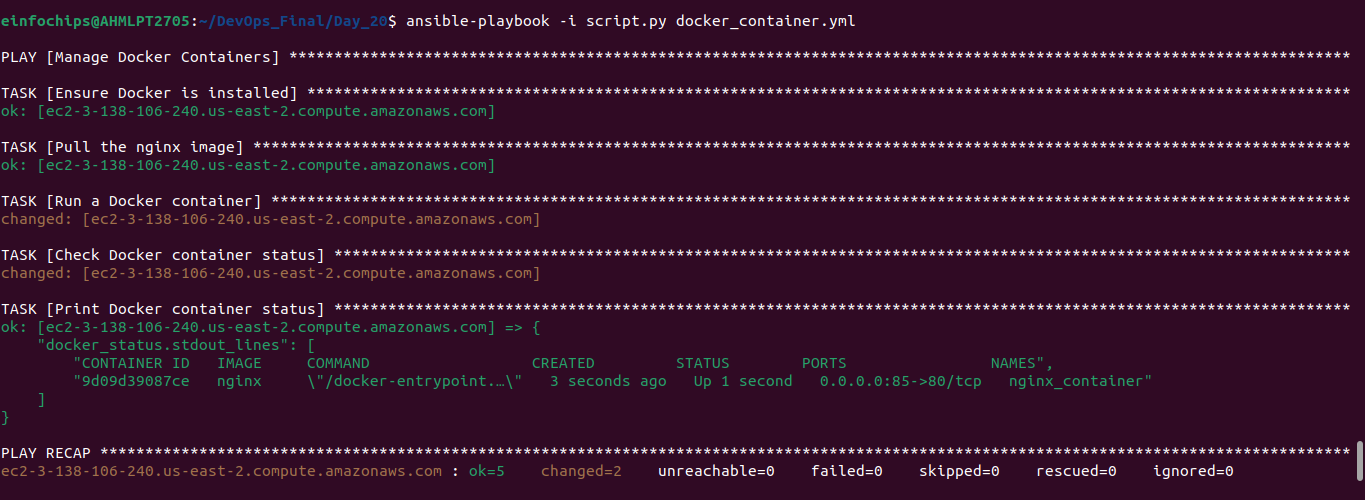 einfochips@AHMLPT2705:~/DevOps_Final/Day_20$ ansible-playbook -i script.py docker_container.yml
PLAY [Manage Docker Containers] **********************************************************************************************************************
TASK [Ensure Docker is installed] ********************************************************************************************************************
ok: [ec2-3-138-106-240.us-east-2.compute.amazonaws.com]
TASK [Pull the nginx image] **************************************************************************************************************************
ok: [ec2-3-138-106-240.us-east-2.compute.amazonaws.com]
TASK [Run a Docker container] ************************************************************************************************************************
changed: [ec2-3-138-106-240.us-east-2.compute.amazonaws.com]
TASK [Check Docker container status] *****************************************************************************************************************
changed: [ec2-3-138-106-240.us-east-2.compute.amazonaws.com]
TASK [Print Docker container status] *****************************************************************************************************************
ok: [ec2-3-138-106-240.us-east-2.compute.amazonaws.com] => {
    "docker_status.stdout_lines": [
        "CONTAINER ID   IMAGE     COMMAND                  CREATED         STATUS        PORTS                NAMES",
        "9d09d39087ce   nginx     \"/docker-entrypoint.…\"   3 seconds ago   Up 1 second   0.0.0.0:85->80/tcp   nginx_container"
    ]
}
PLAY RECAP *******************************************************************************************************************************************
ec2-3-138-106-240.us-east-2.compute.amazonaws.com : ok=5    changed=2    unreachable=0    failed=0    skipped=0    rescued=0    ignored=0